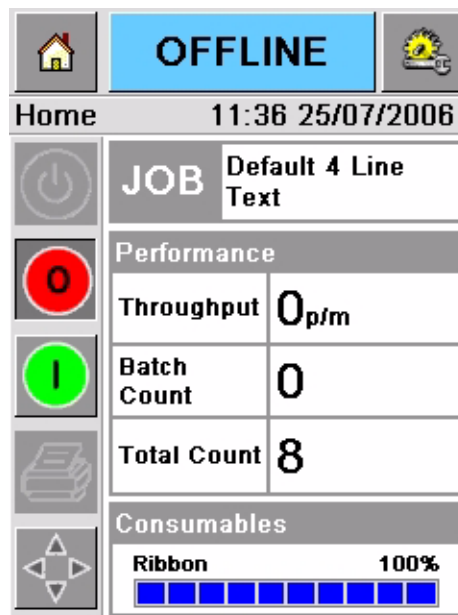 OFFLINE
Home 11:36 25/07/2006
JOB Default 4 Line
Text
Performance
Throughput 0p/m
Batch
Count 0
Total Count 8
Consumables
Ribbon 100%
O
I